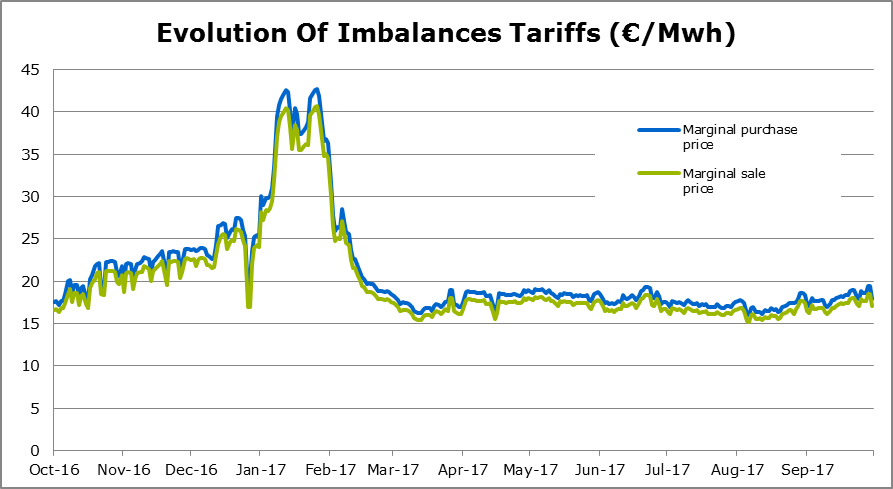 Evolution Of Imbalances Tariffs (€/Mwh)
45
40
35
30
25
20
15
10
5
0
Marginal purchase
price
Marginal sale
price
Oct-16 Nov-16 Dec-16 Jan-17 Feb-17 Mar-17 Apr-17 May-17 Jun-17 Jul-17 Aug-17 Sep-17